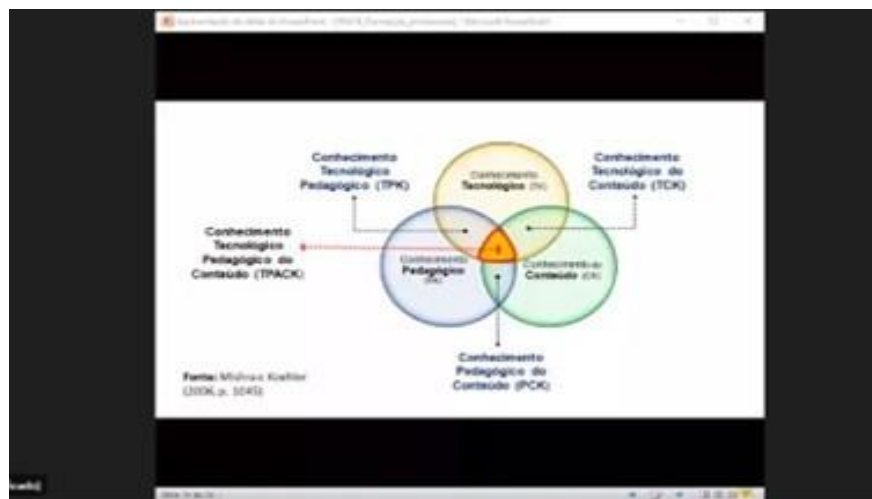 Conhecimento
Tecnológico
Pedagógico (TPK)
Conhecimento
Tecnológico (TK)
Conhecimento
Tecnológico do
Conteúdo (TCK)
Conhecimento
Tecnológico
Pedagógico do
Conteúdo (TPACK)
Conhecimento
Pedagógico
(PK)
Conhecimento do
Conteúdo (CK)
Conhecimento
Pedagógico do
Conteúdo (PCK)
Fonte: Mishra e Koehler
(2006, p. 1045)